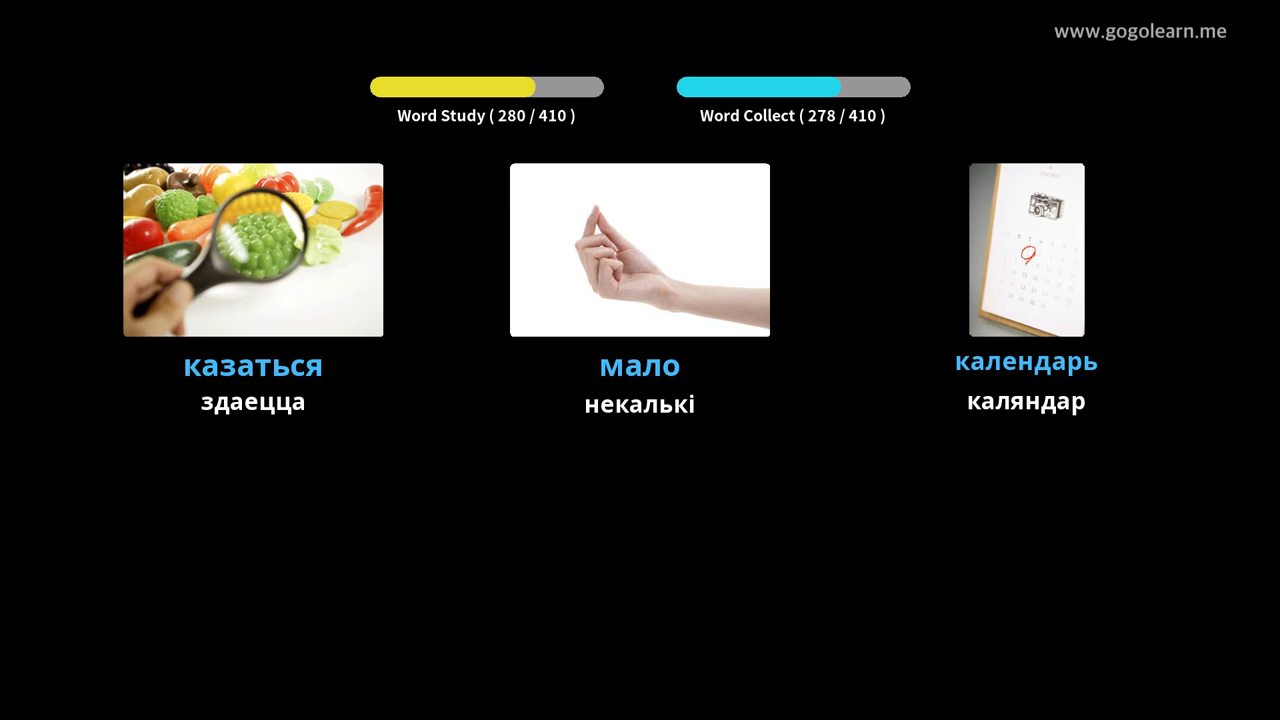 www.gogolearn.me
Word Study ( 280 / 410 )
Word Collect ( 278 / 410 )
казаться
мало
календарь
здаецца
некалькі
каляндар